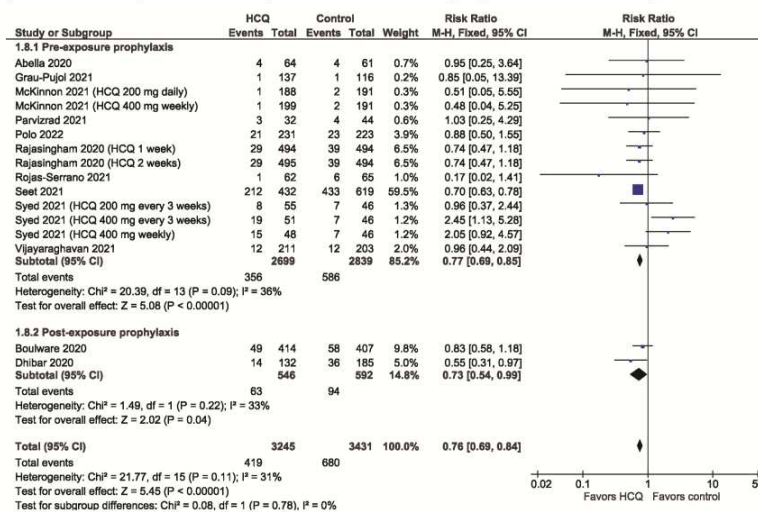 HCQ Control Risk Ratio Risk Ratio
Study or Subgroup Events Total Events Total Weight M-H, Fixed, 95% CI M-H, Fixed, 95% CI
1.8.1 Pre-exposure prophylaxis
Abella 2020 4 64 4 61 0.7% 0.95 [0.25, 3.64]
Grau-Pujol 2021 1 137 1 116 0.2% 0.85 [0.05, 13.39]
McKinnon 2021 (HCQ 200 mg daily) 1 188 2 191 0.3% 0.51 [0.05, 5.55]
McKinnon 2021 (HCQ 400 mg weekly) 1 199 2 191 0.3% 0.48 [0.04, 5.25]
Parvizrad 2021 3 32 4 44 0.6% 1.03 [0.25, 4.29]
Polo 2022 21 231 23 223 3.9% 0.88 [0.50, 1.55]
Rajasingham 2020 (HCQ 1 week) 29 494 39 494 6.5% 0.74 [0.47, 1.18]
Rajasingham 2020 (HCQ 2 weeks) 29 495 39 494 6.5% 0.74 [0.47, 1.18]
Rojas-Serrano 2021 1 62 6 65 1.0% 0.17 [0.02, 1.41]
Seet 2021 212 432 433 619 59.5% 0.70 [0.63, 0.78]
Syed 2021 (HCQ 200 mg every 3 weeks) 8 55 7 46 1.3% 0.96 [0.37, 2.44]
Syed 2021 (HCQ 400 mg every 3 weeks) 19 51 7 46 1.2% 2.45 [1.13, 5.28]
Syed 2021 (HCQ 400 mg weekly) 15 48 7 46 1.2% 2.05 [0.92, 4.57]
Vijayaraghavan 2021 12 211 12 203 2.0% 0.96 [0.44, 2.09]
Subtotal (95% CI) 2699 2839 85.2% 0.77 [0.69, 0.85]
Total events 356 586
Heterogeneity: Chi² = 20.39, df = 13 (P = 0.09); I² = 36%
Test for overall effect: Z = 5.08 (P < 0.00001)
1.8.2 Post-exposure prophylaxis
Boulware 2020 49 414 58 407 9.8% 0.83 [0.58, 1.18]
Dhibar 2020 14 132 36 185 5.0% 0.55 [0.31, 0.97]
Subtotal (95% CI) 546 592 14.8% 0.73 [0.54, 0.99]
Total events 63 94
Heterogeneity: Chi² = 1.49, df = 1 (P = 0.22); I² = 33%
Test for overall effect: Z = 2.02 (P = 0.04)
Total (95% CI) 3245 3431 100.0% 0.76 [0.69, 0.84]
Total events 419 680
Heterogeneity: Chi² = 21.77, df = 15 (P = 0.11); I² = 31%
Test for overall effect: Z = 5.45 (P < 0.00001)
Test for subgroup differences: Chi² = 0.08, df = 1 (P = 0.78), I² = 0%
0.02 0.1 1 10 50
Favors HCQ Favors control